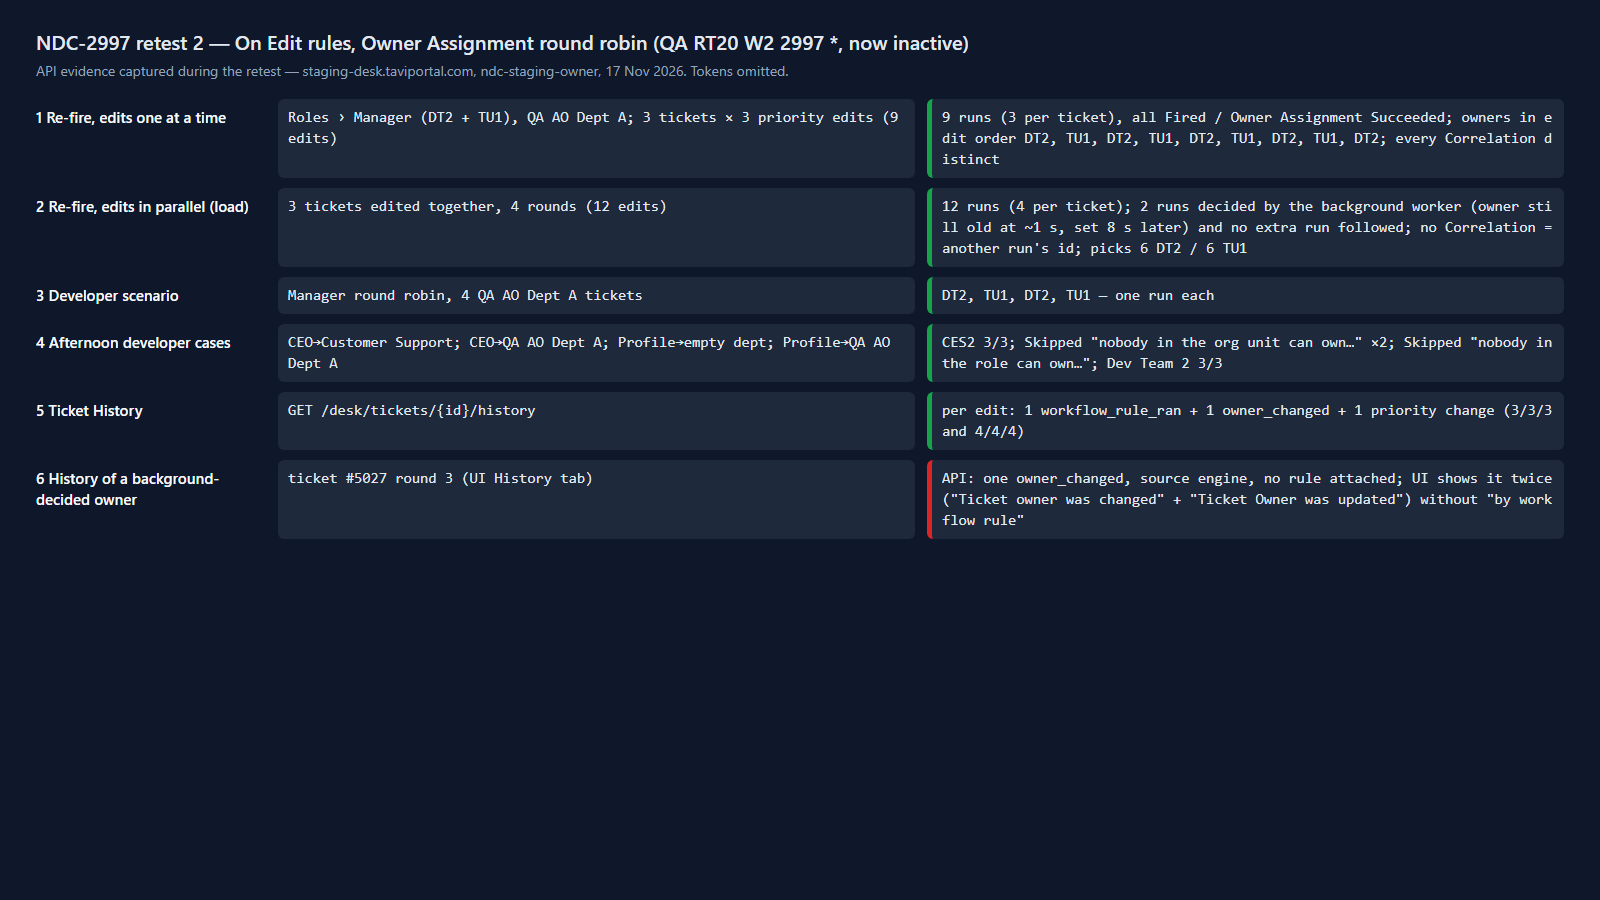 NDC-2997 retest 2 — On Edit rules, Owner Assignment round robin (QA RT20 W2 2997 *, now inactive)
API evidence captured during the retest — staging-desk.taviportal.com, ndc-staging-owner, 17 Nov 2026. Tokens omitted.
1 Re-fire, edits one at a time
Roles › Manager (DT2 + TU1), QA AO Dept A; 3 tickets × 3 priority edits (9
edits)
9 runs (3 per ticket), all Fired / Owner Assignment Succeeded; owners in e
dit order DT2, TU1, DT2, TU1, DT2, TU1, DT2, TU1, DT2; every Correlation d
istinct
2 Re-fire, edits in parallel (load)
3 tickets edited together, 4 rounds (12 edits)
12 runs (4 per ticket); 2 runs decided by the background worker (owner sti
ll old at ~1 s, set 8 s later) and no extra run followed; no Correlation =
another run's id; picks 6 DT2 / 6 TU1
3 Developer scenario
Manager round robin, 4 QA AO Dept A tickets
DT2, TU1, DT2, TU1 — one run each
4 Afternoon developer cases
CEO→Customer Support; CEO→QA AO Dept A; Profile→empty dept; Profile→QA AO
Dept A
CES2 3/3; Skipped "nobody in the org unit can own…" ×2; Skipped "nobody in
the role can own…"; Dev Team 2 3/3
5 Ticket History
GET /desk/tickets/{id}/history
per edit: 1 workflow_rule_ran + 1 owner_changed + 1 priority change (3/3/3
and 4/4/4)
6 History of a background-
decided owner
ticket #5027 round 3 (UI History tab)
API: one owner_changed, source engine, no rule attached; UI shows it twice
("Ticket owner was changed" + "Ticket Owner was updated") without "by work
flow rule"